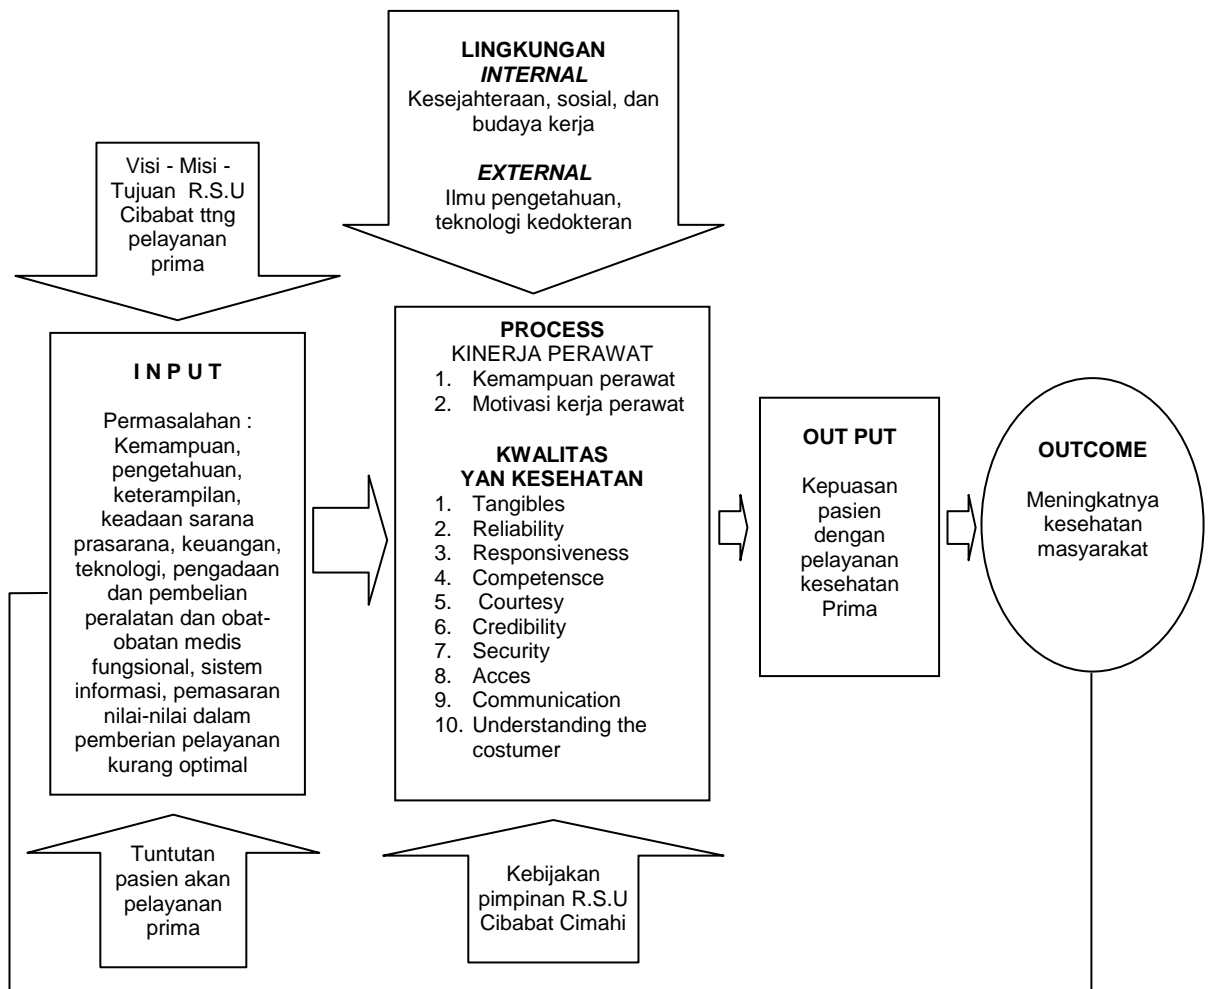 LINGKUNGAN
INTERNAL
Kesejahteraan, sosial, dan
budaya kerja
EXTERNAL
Ilmu pengetahuan,
teknologi kedokteran
Visi - Misi -
Tujuan R.S.U
Cibabat ttng
pelayanan
prima
I N P U T
Permasalahan :
Kemampuan,
pengetahuan,
keterampilan,
keadaan sarana
prasarana, keuangan,
teknologi, pengadaan
dan pembelian
peralatan dan obat-
obatan medis
fungsional, sistem
informasi, pemasaran
nilai-nilai dalam
pemberian pelayanan
kurang optimal
Tuntutan
pasien akan
pelayanan
prima
PROCESS
KINERJA PERAWAT
1. Kemampuan perawat
2. Motivasi kerja perawat
KWALITAS
YAN KESEHATAN
1. Tangibles
2. Reliability
3. Responsiveness
4. Competensce
5. Courtesy
6. Credibility
7. Security
8. Acces
9. Communication
10. Understanding the
costumer
Kebijakan
pimpinan R.S.U
Cibabat Cimahi
OUT PUT
Kepuasan
pasien
dengan
pelayanan
kesehatan
Prima
OUTCOME
Meningkatnya
kesehatan
masyarakat